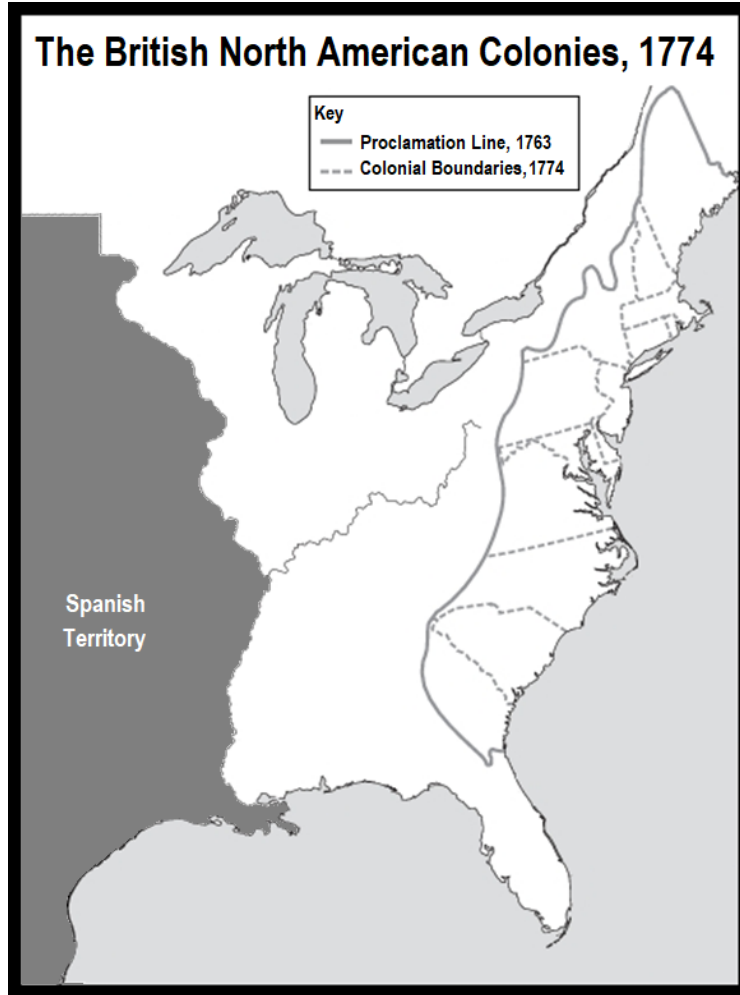 The British North American Colonies, 1774
Key
Proclamation Line, 1763
Colonial Boundaries,1774
Spanish
Territory